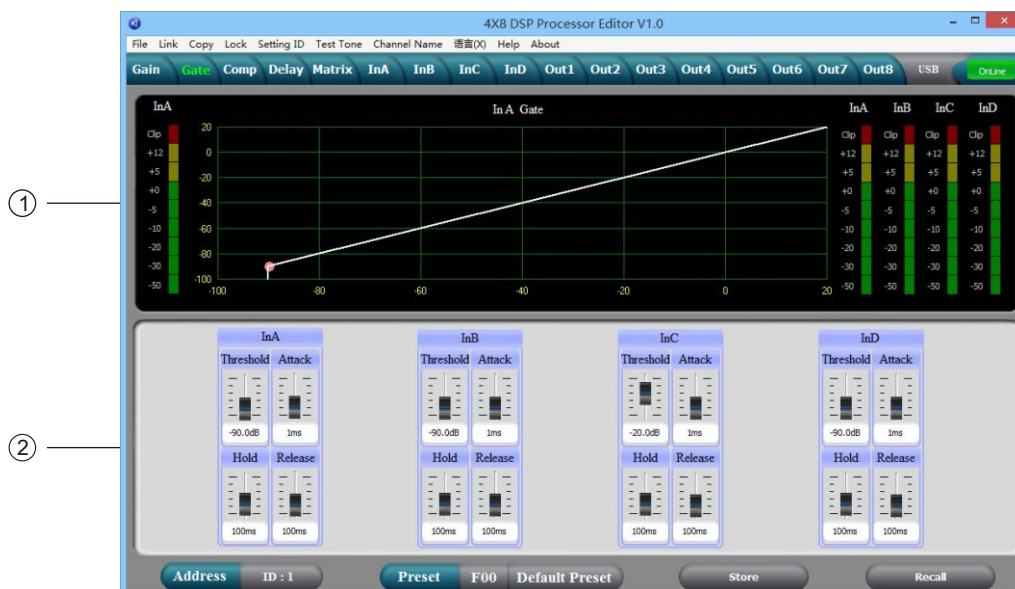 4X8 DSP Processor Editor V1.0
File Link Copy Lock Setting ID Test Tone Channel Name 语言(X) Help About
Gain Gate Comp Delay Matrix InA InB InC InD Out1 Out2 Out3 Out4 Out5 Out6 Out7 Out8 USB OnLine
InA In A Gate InA InB InC InD
Clip 20 Clip Clip Clip Clip
+12 0 +12 +12 +12 +12
+5 -20 +5 +5 +5 +5
+0 -40 +0 +0 +0 +0
① -5 -5 -5 -5 -5
-10 -60 -10 -10 -10 -10
-20 -80 -20 -20 -20 -20
-30 -100 -30 -30 -30 -30
-50 -100 -80 -60 -40 -20 0 20 -50 -50 -50 -50
InA InB InC InD
Threshold Attack Threshold Attack Threshold Attack Threshold Attack
-90.0dB 1ms -90.0dB 1ms -20.0dB 1ms -90.0dB 1ms
②
Hold Release Hold Release Hold Release Hold Release
100ms 100ms 100ms 100ms 100ms 100ms 100ms 100ms
Address ID : 1 Preset F00 Default Preset Store Recall